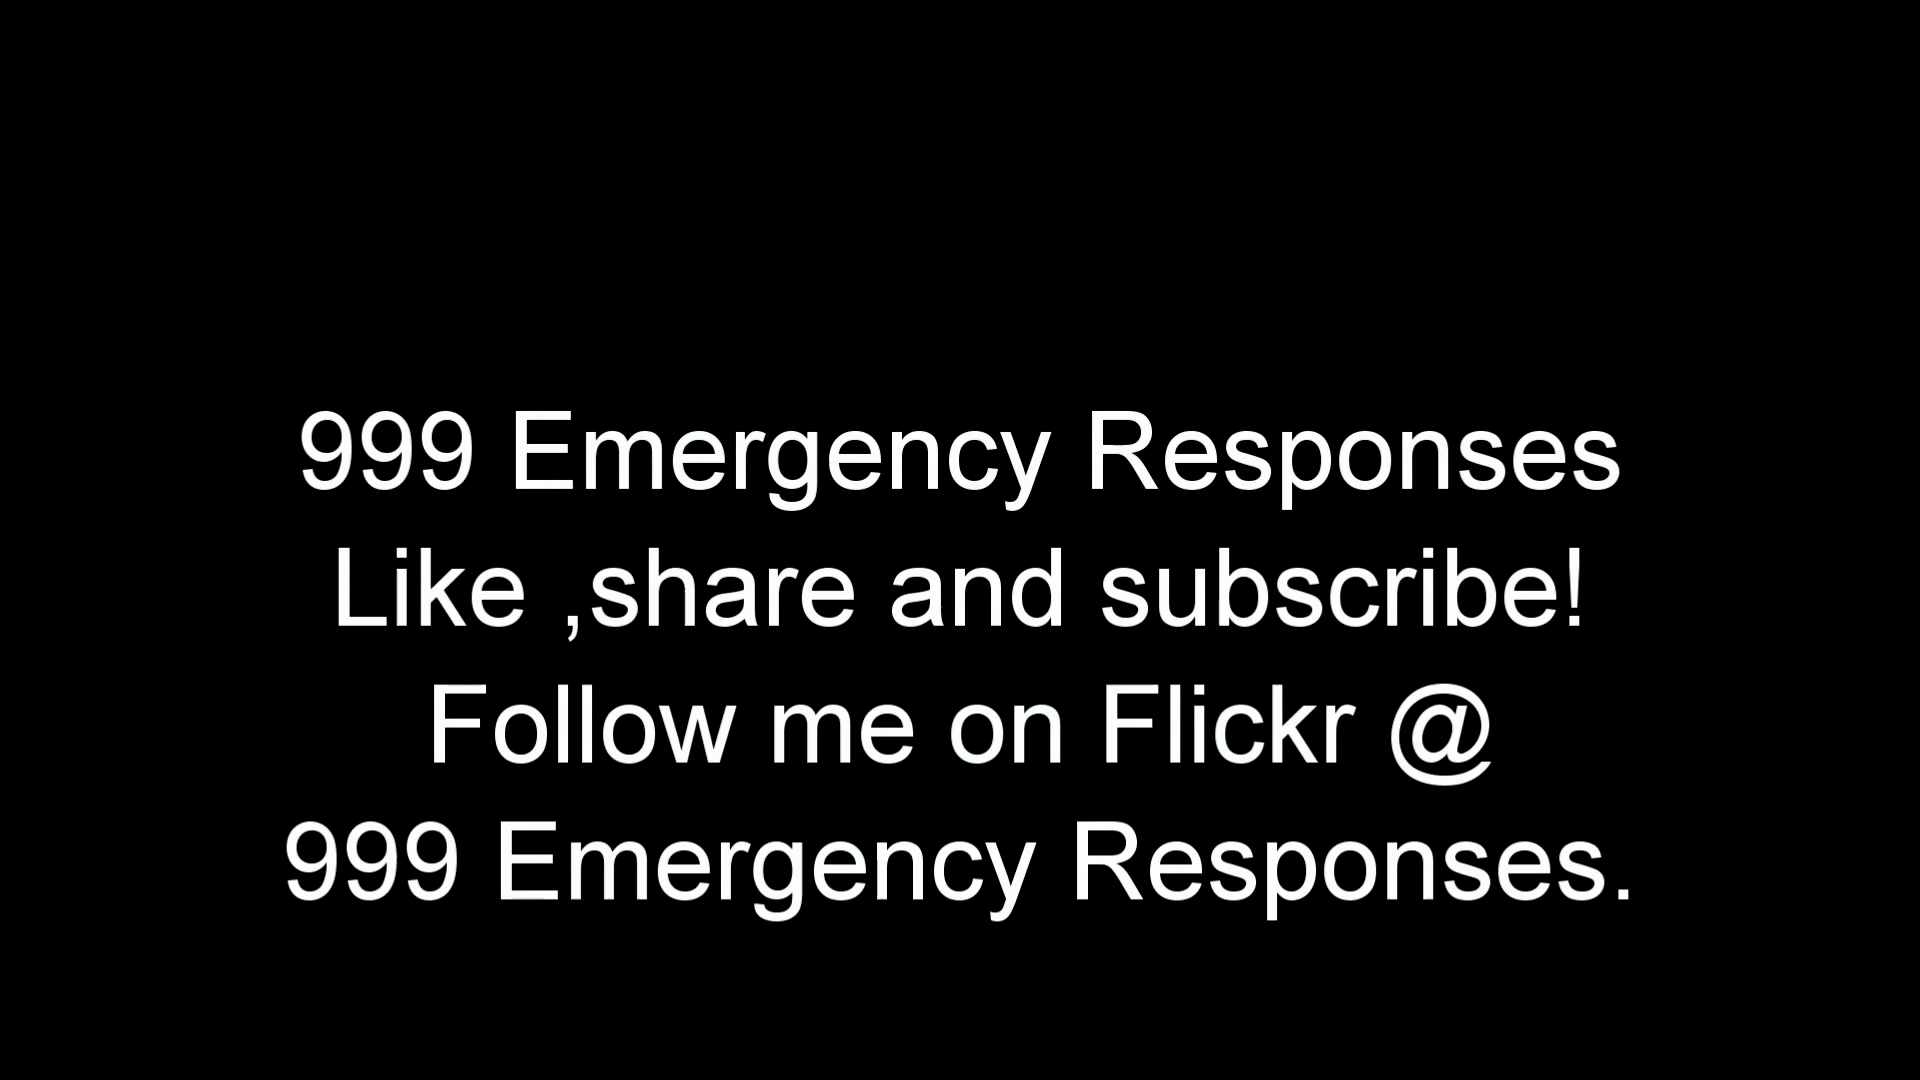 999 Emergency Responses
Like ,share and subscribe!
Follow me on Flickr @
999 Emergency Responses.